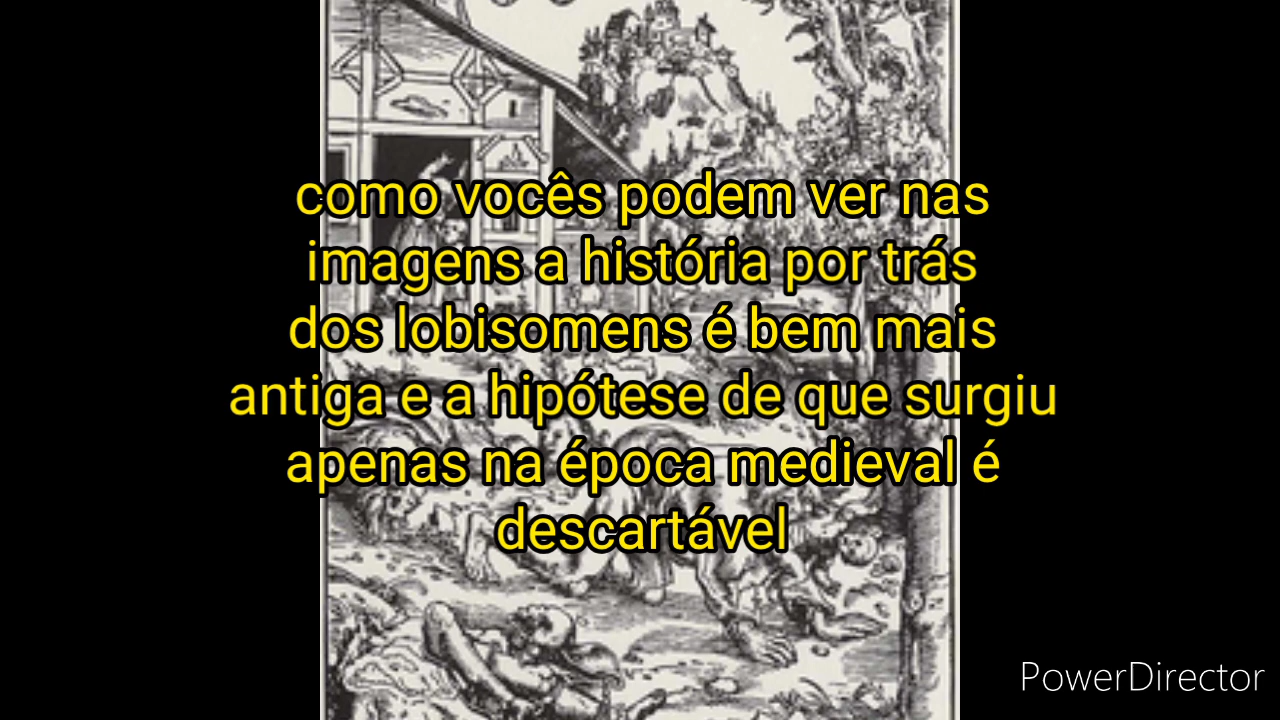 como vocês podem ver nas
imagens a história por trás
dos lobisomens é bem mais
antiga e a hipótese de que surgiu
apenas na época medieval é
descartável
PowerDirector